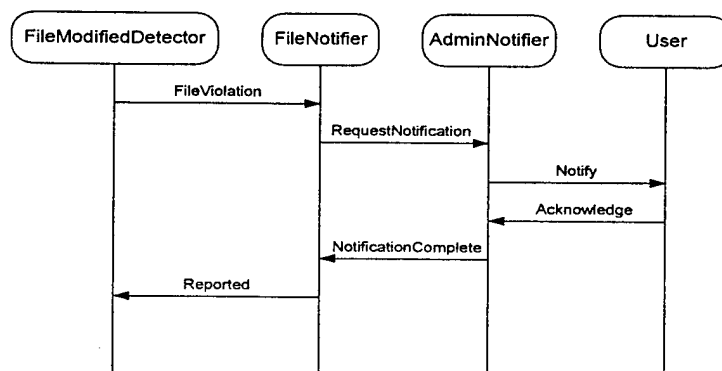 FileModifiedDetector
FileNotifier
AdminNotifier
User
FileViolation
RequestNotification
Notify
Acknowledge
NotificationComplete
Reported